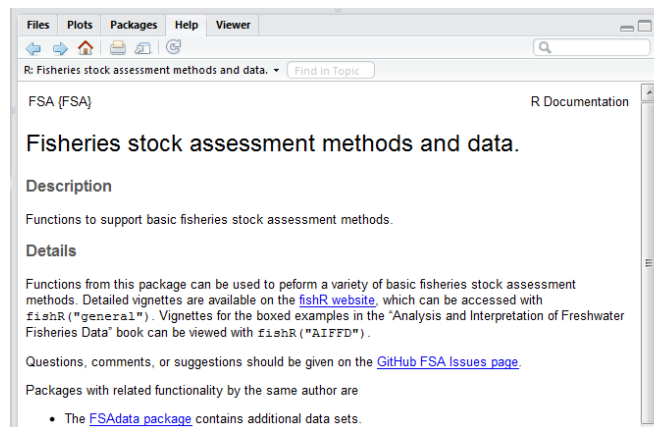 Files Plots Packages Help Viewer
R: Fisheries stock assessment methods and data. Find in Topic
FSA {FSA} R Documentation
Fisheries stock assessment methods and data.
Description
Functions to support basic fisheries stock assessment methods.
Details
Functions from this package can be used to peform a variety of basic fisheries stock assessment
methods. Detailed vignettes are available on the fishR website, which can be accessed with
fishR("general"). Vignettes for the boxed examples in the “Analysis and Interpretation of Freshwater
Fisheries Data” book can be viewed with fishR("AIFFD").
Questions, comments, or suggestions should be given on the GitHub FSA Issues page.
Packages with related functionality by the same author are
• The FSAdata package contains additional data sets.